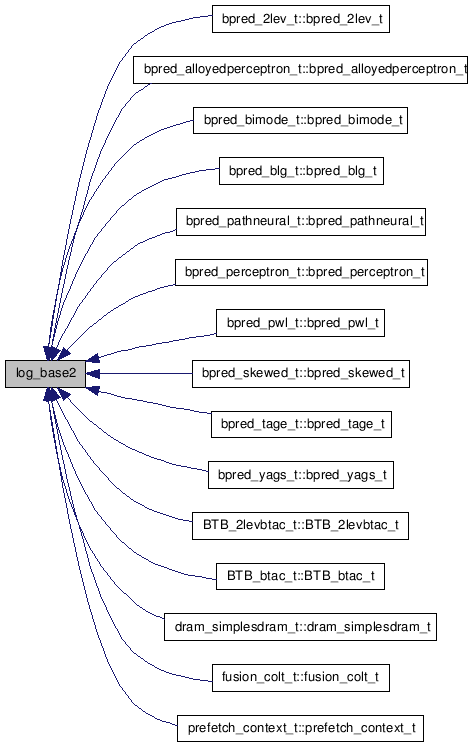 bpred_2lev_t::bpred_2lev_t
bpred_alloyedperceptron_t::bpred_alloyedperceptron_t
bpred_bimode_t::bpred_bimode_t
bpred_blg_t::bpred_blg_t
bpred_pathneural_t::bpred_pathneural_t
bpred_perceptron_t::bpred_perceptron_t
bpred_pwl_t::bpred_pwl_t
log_base2
bpred_skewed_t::bpred_skewed_t
bpred_tage_t::bpred_tage_t
bpred_yags_t::bpred_yags_t
BTB_2levbtac_t::BTB_2levbtac_t
BTB_btac_t::BTB_btac_t
dram_simplesdram_t::dram_simplesdram_t
fusion_colt_t::fusion_colt_t
prefetch_context_t::prefetch_context_t